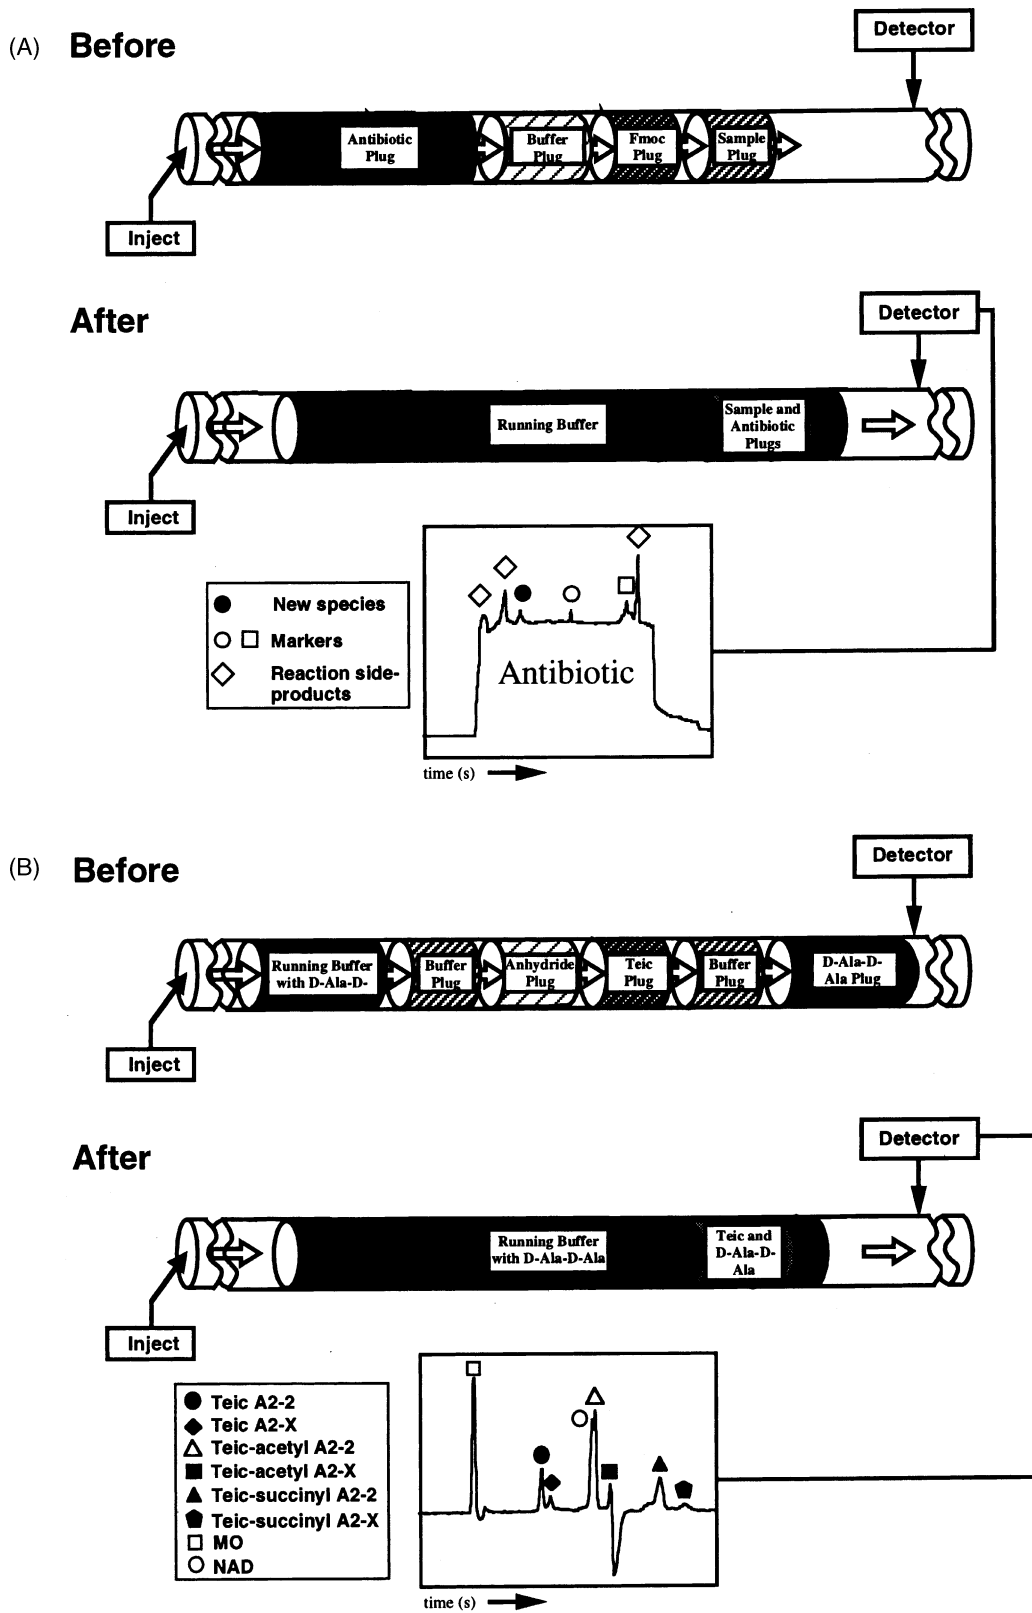 (A) Before
Detector
Antibiotic
Plug
Buffer
Plug
Fmoc
Plug
Sample
Plug
Inject
After
Detector
Running Buffer
Sample and
Antibiotic
Plugs
Inject
New species
Markers
Reaction side-
products
Antibiotic
time (s)
(B) Before
Detector
Running Buffer
with D-Ala-D-
Buffer
Plug
Anhydride
Plug
Teic
Plug
Buffer
Plug
D-Ala-D-
Ala Plug
Inject
After
Detector
Running Buffer
with D-Ala-D-Ala
Teic and
D-Ala-D-
Ala
Inject
Teic A2-2
Teic A2-X
Teic-acetyl A2-2
Teic-acetyl A2-X
Teic-succinyl A2-2
Teic-succinyl A2-X
MO
NAD
time (s)